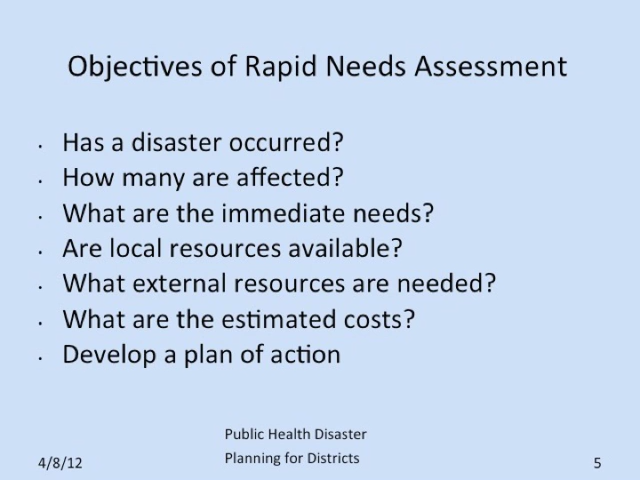 Objectives of Rapid Needs Assessment
• Has a disaster occurred?
• How many are affected?
• What are the immediate needs?
• Are local resources available?
• What external resources are needed?
• What are the estimated costs?
• Develop a plan of action
4/8/12
Public Health Disaster
Planning for Districts
5